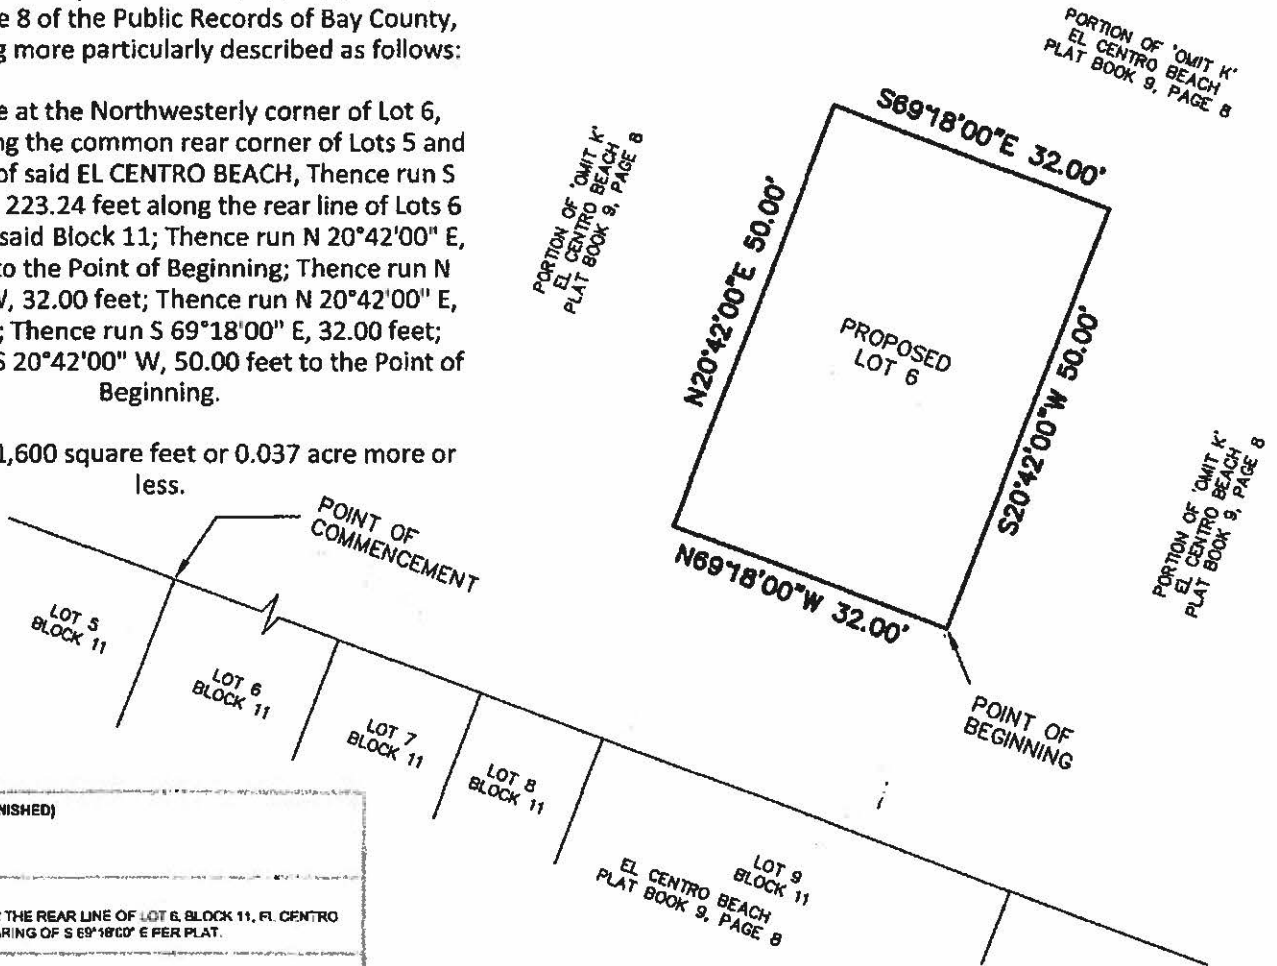 e 8 of the Public Records of Bay County,
g more particularly described as follows:
e at the Northwesterly corner of Lot 6,
ng the common rear corner of Lots 5 and
of said EL CENTRO BEACH, Thence run S
223.24 feet along the rear line of Lots 6
said Block 11; Thence run N 20°42'00" E,
to the Point of Beginning; Thence run N
, 32.00 feet; Thence run N 20°42'00" E,
; Thence run S 69°18'00" E, 32.00 feet;
S 20°42'00" W, 50.00 feet to the Point of
Beginning.
1,600 square feet or 0.037 acre more or
less.
PORTION OF 'OMIT K'
EL CENTRO BEACH
PLAT BOOK 9, PAGE 8
S69°18'00"E 32.00'
PORTION OF 'OMIT K'
EL CENTRO BEACH
PLAT BOOK 9, PAGE 8
N20°42'00"E 50.00'
PROPOSED
LOT 6
S20°42'00"W 50.00'
PORTION OF 'OMIT K'
EL CENTRO BEACH
PLAT BOOK 9, PAGE 8
N69°18'00"W 32.00'
POINT OF
COMMENCEMENT
POINT OF
BEGINNING
LOT 5
BLOCK 11
LOT 6
BLOCK 11
LOT 7
BLOCK 11
LOT 8
BLOCK 11
LOT 9
BLOCK 11
EL CENTRO BEACH
PLAT BOOK 9, PAGE 8
NISHED)
THE REAR LINE OF LOT 6, BLOCK 11, EL CENTRO
RING OF S 69°18'00" E PER PLAT.